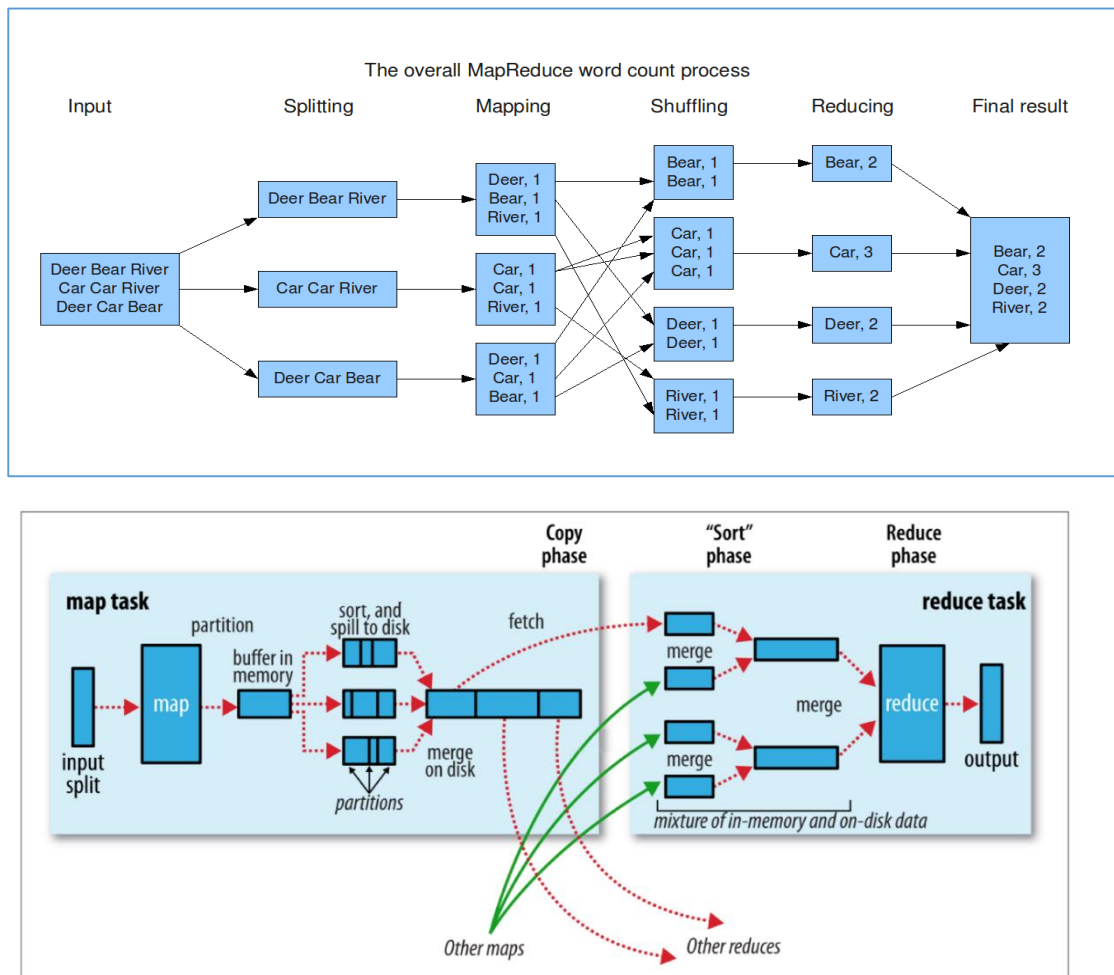 The overall MapReduce word count process
Input
Splitting
Mapping
Shuffling
Reducing
Final result
Deer Bear River
Car Car River
Deer Car Bear
Deer Bear River
Car Car River
Deer Car Bear
Deer, 1
Bear, 1
River, 1
Car, 1
Car, 1
River, 1
Deer, 1
Car, 1
Bear, 1
Bear, 1
Bear, 1
Car, 1
Car, 1
Car, 1
Deer, 1
Deer, 1
River, 1
River, 1
Bear, 2
Car, 3
Deer, 2
River, 2
Bear, 2
Car, 3
Deer, 2
River, 2
Copy
phase
“Sort”
phase
Reduce
phase
map task
partition
sort, and
spill to disk
buffer in
memory
map
input
split
partitions
merge
on disk
fetch
reduce task
merge
merge
merge
reduce
output
mixture of in-memory and on-disk data
Other maps
Other reduces